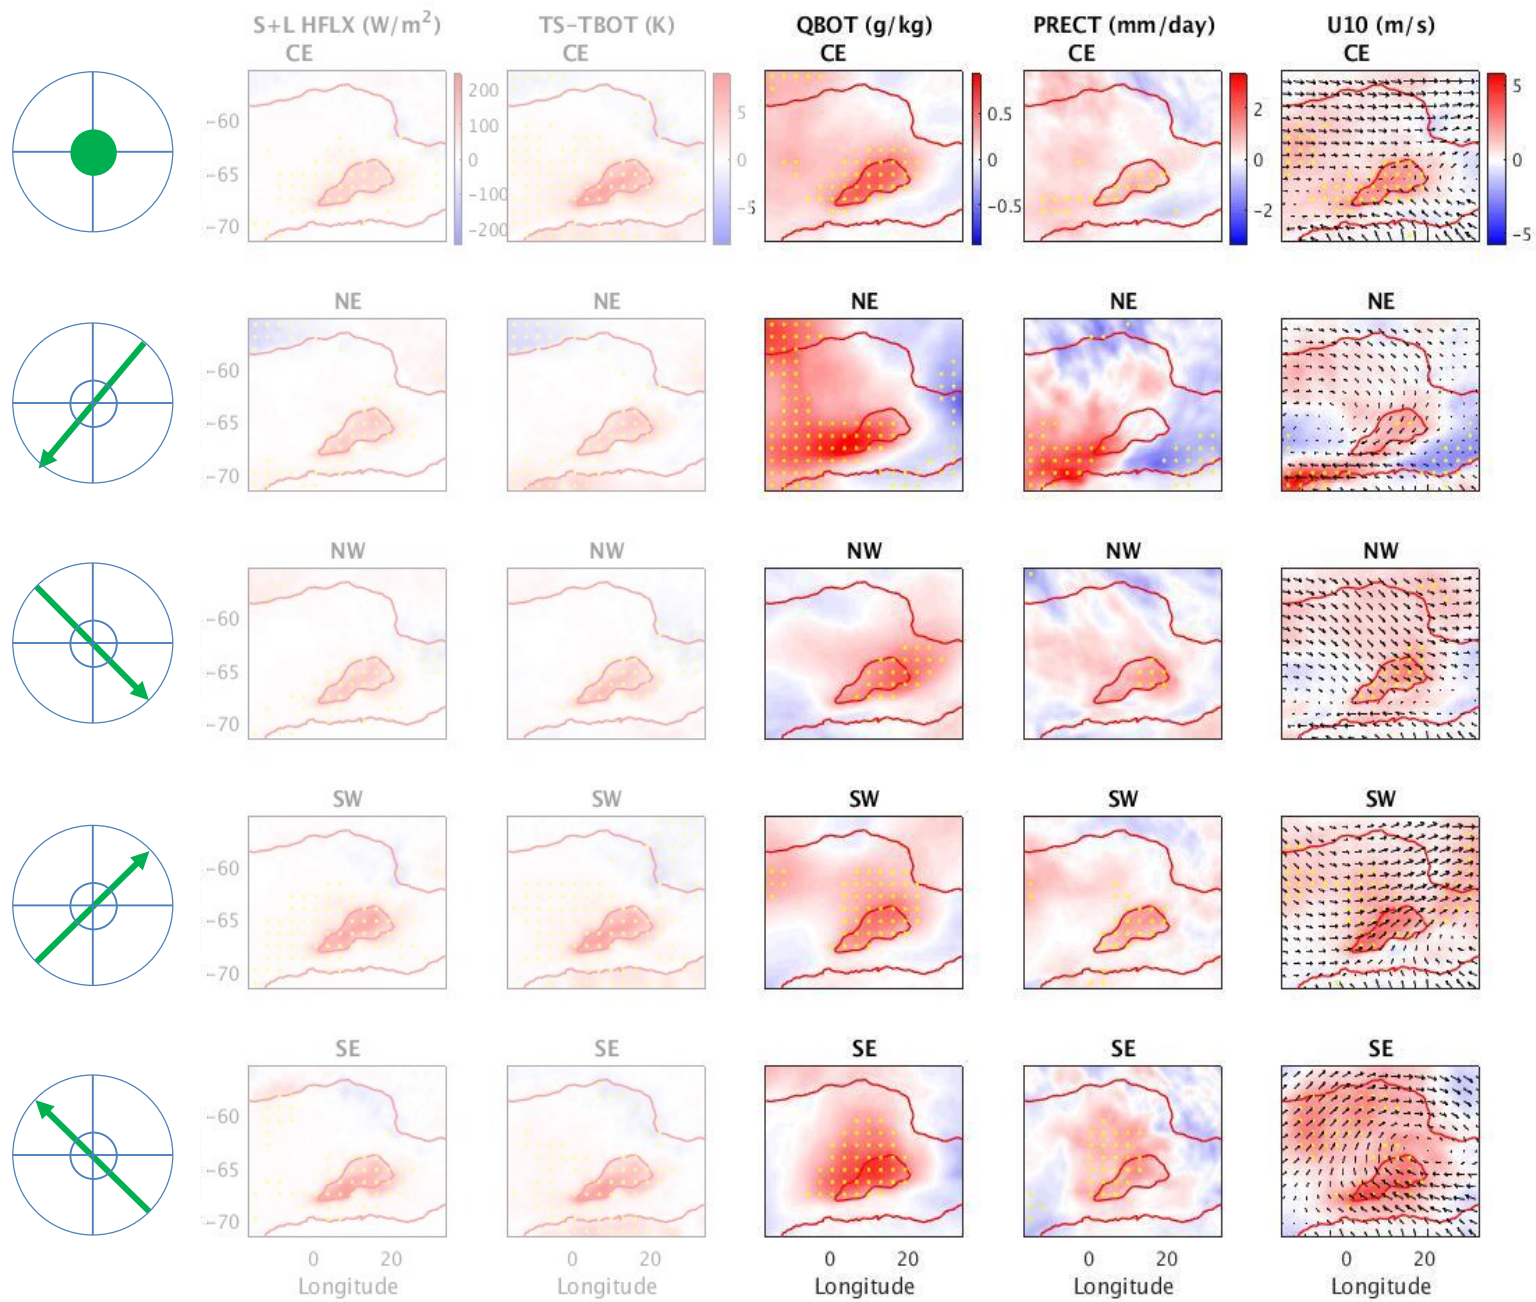 S+L HFLX (W/m²) TS-TBOT (K) QBOT (g/kg) PRECT (mm/day) U10 (m/s)
CE CE CE CE CE
200 5 0.5 2 5
-60 100
0 0 0 0 0
-65 -100 -5 -0.5 -2 -5
-70 -200
NE NE NE NE NE
-60
-65
-70
NW NW NW NW NW
-60
-65
-70
SW SW SW SW SW
-60
-65
-70
SE SE SE SE SE
-60
-65
-70
0 20 0 20 0 20 0 20 0 20
Longitude Longitude Longitude Longitude Longitude